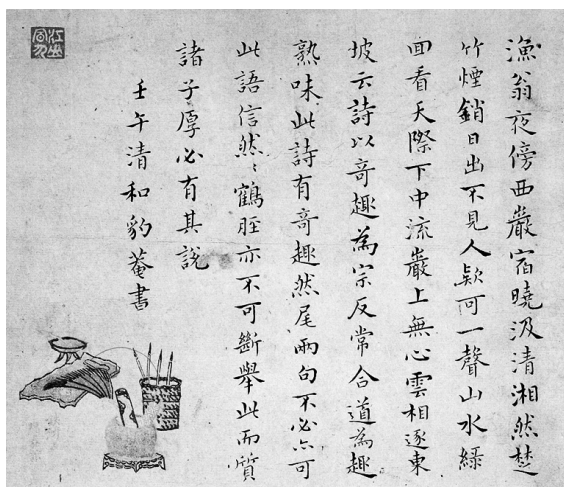 漁翁夜傍西巖宿曉汲清湘然楚
竹煙銷日出不見人欸乃一聲山水綠
回看天際下中流巖上無心雲相逐東
坡云詩以奇趣為宗反常合道為趣
熟味此詩有奇趣然尾兩句不必亦可
此語信然〻鶴脛亦不可斷舉此而質
諸子厚必有其說
壬午清和豹菴書